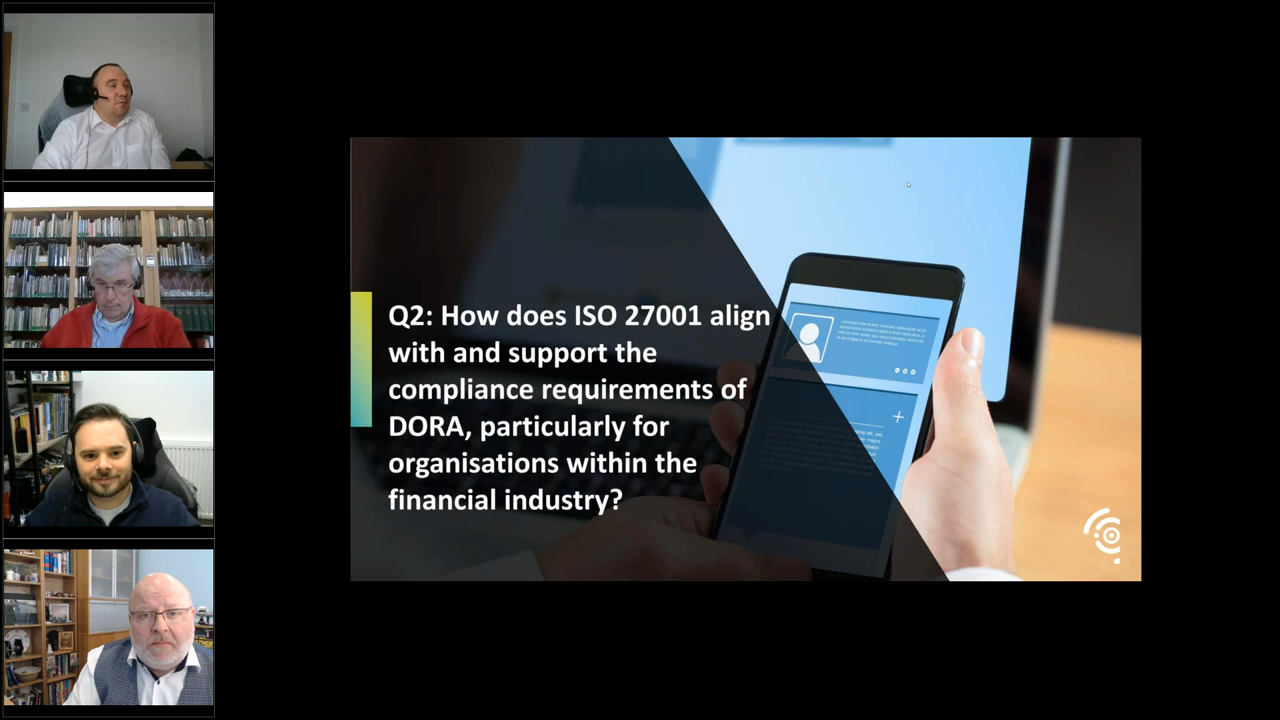 Q2: How does ISO 27001 align
with and support the
compliance requirements of
DORA, particularly for
organisations within the
financial industry?